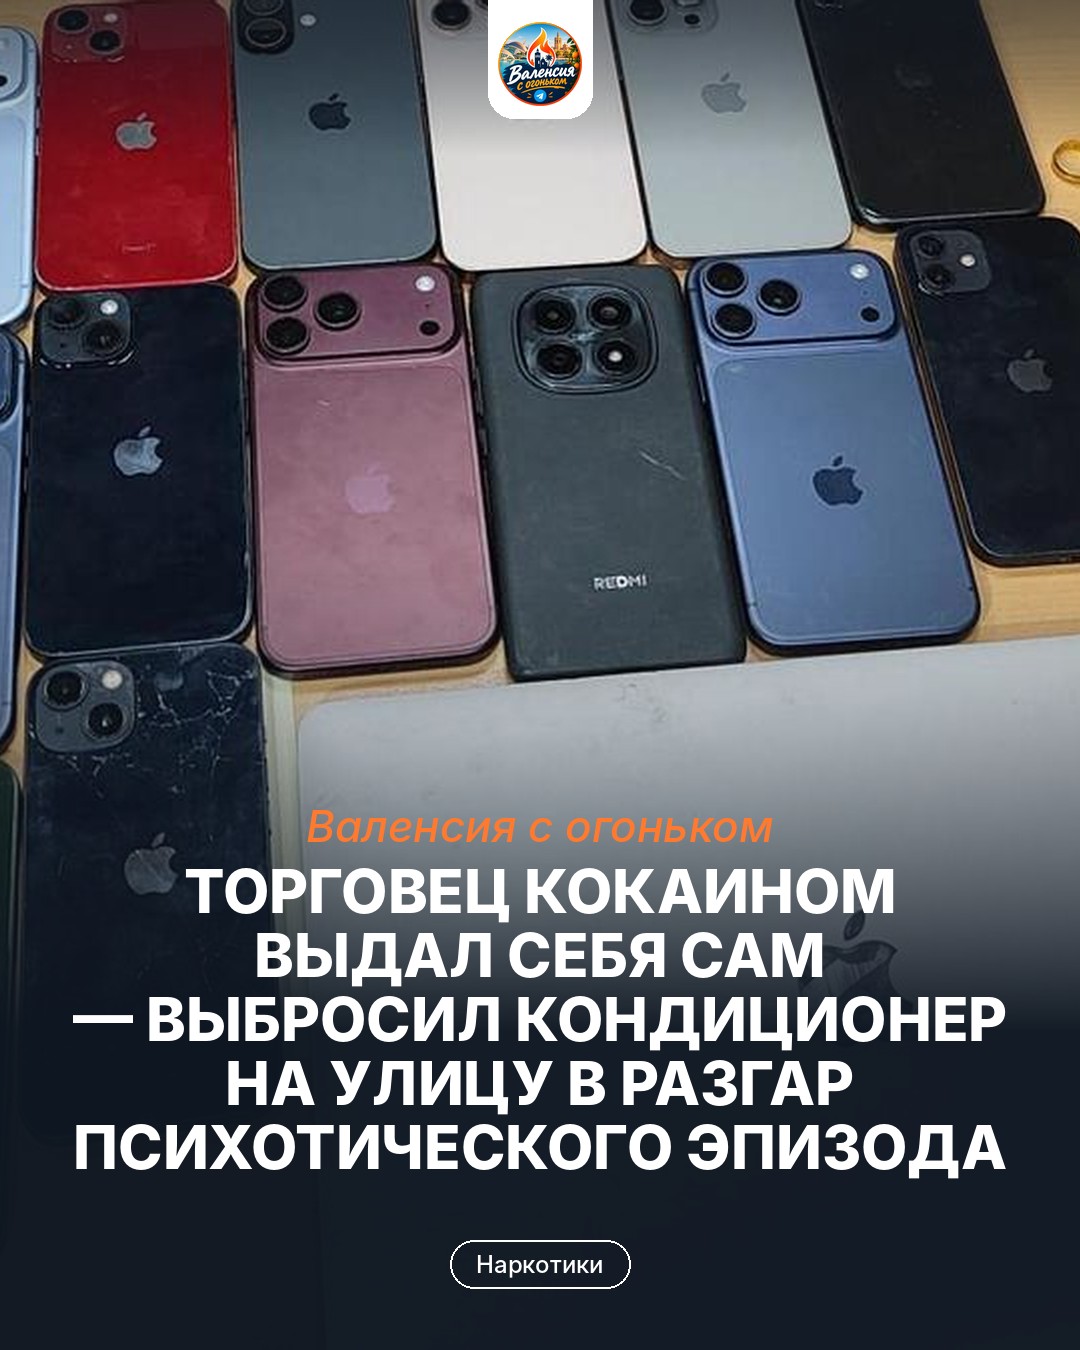 Валенсия
с огоньком
REDMI
Валенсия с огоньком
ТОРГОВЕЦ КОКАИНОМ
ВЫДАЛ СЕБЯ САМ
— ВЫБРОСИЛ КОНДИЦИОНЕР
НА УЛИЦУ В РАЗГАР
ПСИХОТИЧЕСКОГО ЭПИЗОДА
Наркотики